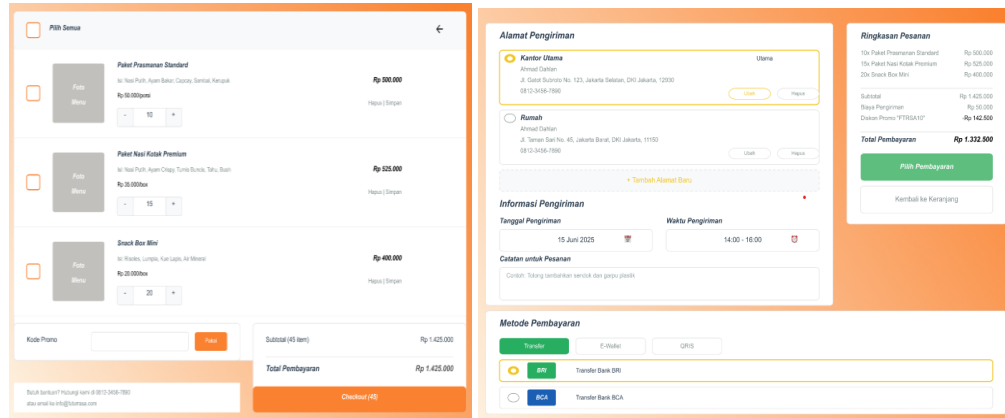 Pilih Semua
Foto
Menu
Paket Prasmanan Standard
Isi: Nasi Putih, Ayam Bakar, Capcay, Sambal, Kerupuk
Rp 50.000/porsi
- 10 +
Rp 500.000
Hapus | Simpan
Foto
Menu
Paket Nasi Kotak Premium
Isi: Nasi Putih, Ayam Crispy, Tumis Buncis, Tahu, Buah
Rp 35.000/box
- 15 +
Rp 525.000
Hapus | Simpan
Foto
Menu
Snack Box Mini
Isi: Risoles, Lumpia, Kue Lapis, Air Mineral
Rp 20.000/box
- 20 +
Rp 400.000
Hapus | Simpan
Kode Promo
Pakai
Butuh bantuan? Hubungi kami di 0812-3456-7890
atau email ke
Subtotal (45 item) Rp 1.425.000
Total Pembayaran Rp 1.425.000
Checkout (45)
Alamat Pengiriman
Kantor Utama Utama
Ahmad Dahlan
Jl. Gatot Subroto No. 123, Jakarta Selatan, DKI Jakarta, 12930
0812-3456-7890
Ubah Hapus
Rumah
Ahmad Dahlan
Jl. Taman Sari No. 45, Jakarta Barat, DKI Jakarta, 11150
0812-3456-7890
Ubah Hapus
+ Tambah Alamat Baru
Informasi Pengiriman
Tanggal Pengiriman Waktu Pengiriman
15 Juni 2025 14:00 - 16:00
Catatan untuk Pesanan
Contoh: Tolong tambahkan sendok dan garpu plastik
Ringkasan Pesanan
10x Paket Prasmanan Standard Rp 500.000
15x Paket Nasi Kotak Premium Rp 525.000
20x Snack Box Mini Rp 400.000
Subtotal Rp 1.425.000
Biaya Pengiriman Rp 50.000
Diskon Promo "FTRSA10" -Rp 142.500
Total Pembayaran Rp 1.332.500
Pilih Pembayaran
Kembali ke Keranjang
Metode Pembayaran
Transfer E-Wallet QRIS
BRI Transfer Bank BRI
BCA Transfer Bank BCA